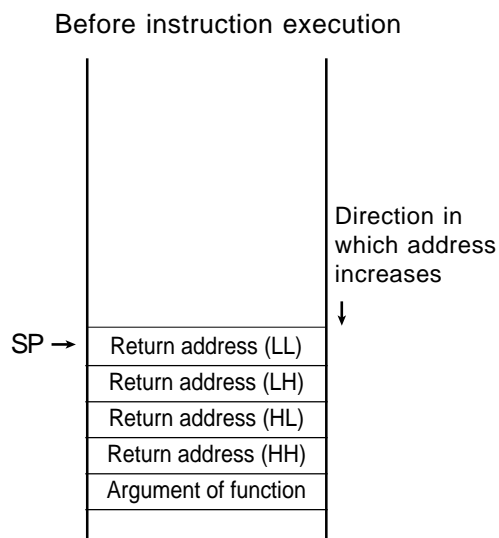 Before instruction execution
Direction in
which address
increases
SP
Return address (LL)
Return address (LH)
Return address (HL)
Return address (HH)
Argument of function